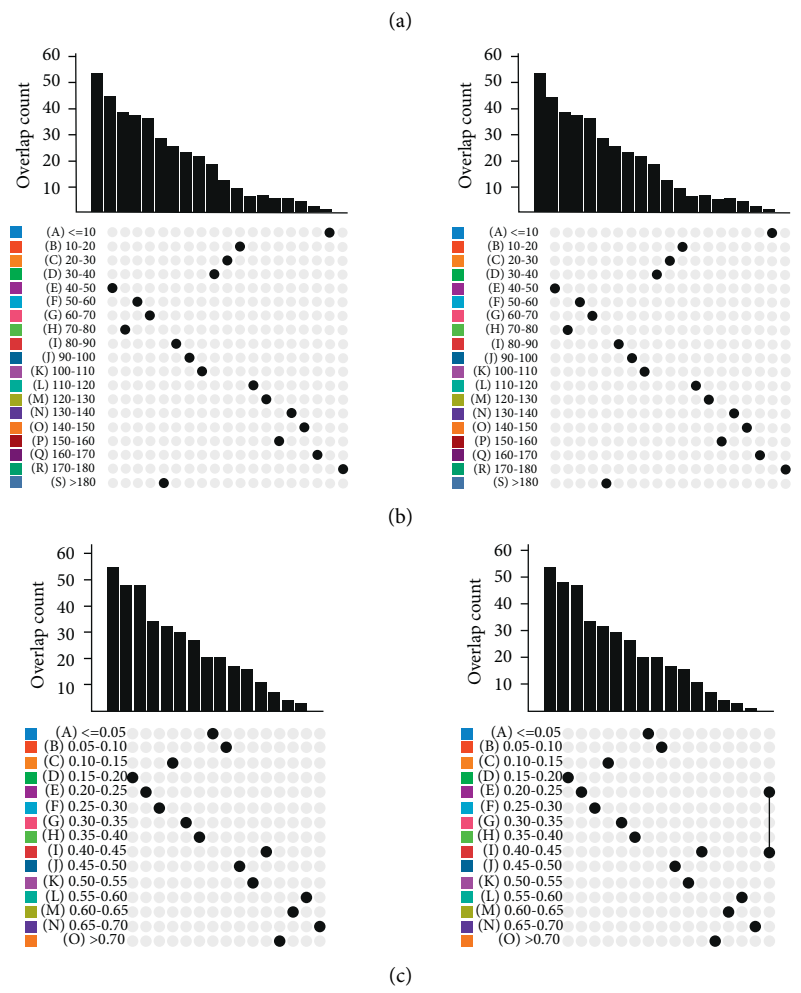 (a)
60
50
40
30
20
10
Overlap count
(A) <=10
(B) 10-20
(C) 20-30
(D) 30-40
(E) 40-50
(F) 50-60
(G) 60-70
(H) 70-80
(I) 80-90
(J) 90-100
(K) 100-110
(L) 110-120
(M) 120-130
(N) 130-140
(O) 140-150
(P) 150-160
(Q) 160-170
(R) 170-180
(S) >180
60
50
40
30
20
10
Overlap count
(A) <=10
(B) 10-20
(C) 20-30
(D) 30-40
(E) 40-50
(F) 50-60
(G) 60-70
(H) 70-80
(I) 80-90
(J) 90-100
(K) 100-110
(L) 110-120
(M) 120-130
(N) 130-140
(O) 140-150
(P) 150-160
(Q) 160-170
(R) 170-180
(S) >180
(b)
60
50
40
30
20
10
Overlap count
(A) <=0.05
(B) 0.05-0.10
(C) 0.10-0.15
(D) 0.15-0.20
(E) 0.20-0.25
(F) 0.25-0.30
(G) 0.30-0.35
(H) 0.35-0.40
(I) 0.40-0.45
(J) 0.45-0.50
(K) 0.50-0.55
(L) 0.55-0.60
(M) 0.60-0.65
(N) 0.65-0.70
(O) >0.70
60
50
40
30
20
10
Overlap count
(A) <=0.05
(B) 0.05-0.10
(C) 0.10-0.15
(D) 0.15-0.20
(E) 0.20-0.25
(F) 0.25-0.30
(G) 0.30-0.35
(H) 0.35-0.40
(I) 0.40-0.45
(J) 0.45-0.50
(K) 0.50-0.55
(L) 0.55-0.60
(M) 0.60-0.65
(N) 0.65-0.70
(O) >0.70
(c)